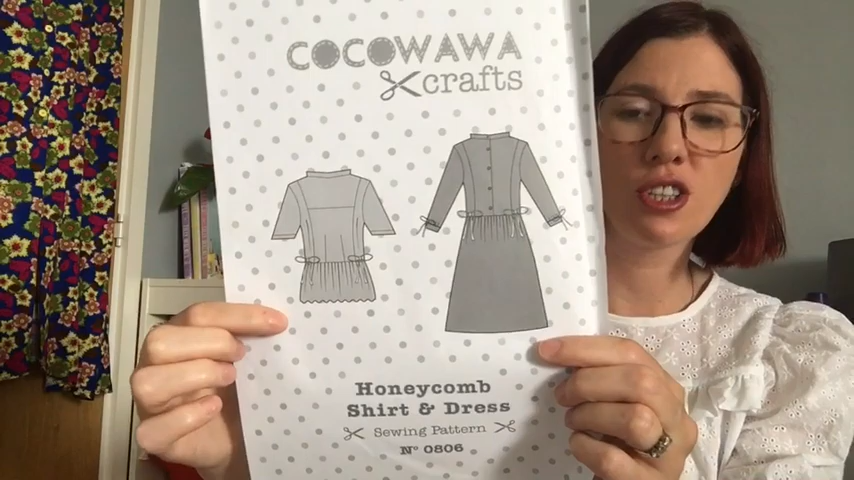 COCOWAWA
crafts
Honeycomb
Shirt & Dress
Sewing Pattern
Nº 0806